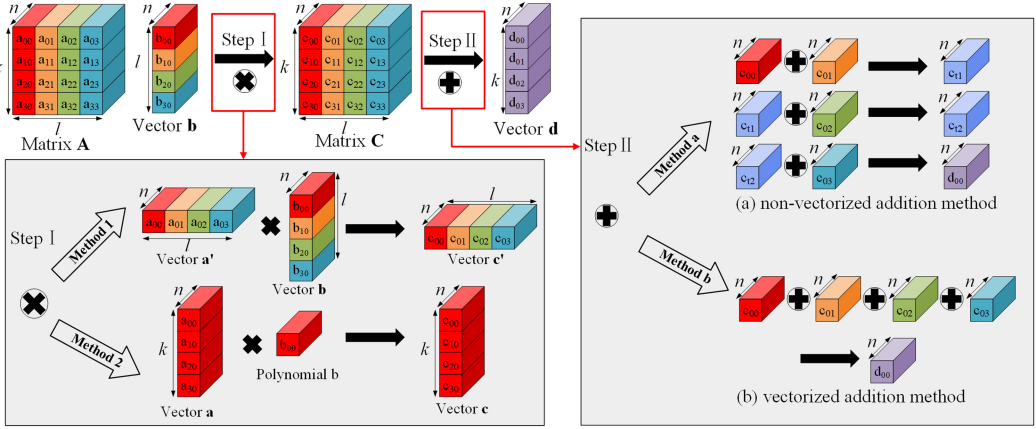 n
a₀₀ a₀₁ a₀₂ a₀₃
a₁₀ a₁₁ a₁₂ a₁₃
a₂₀ a₂₁ a₂₂ a₂₃
a₃₀ a₃₁ a₃₂ a₃₃
k
l
Matrix A
n
b₀₀
b₁₀
b₂₀
b₃₀
l
Vector b
Step Ⅰ
n
c₀₀ c₀₁ c₀₂ c₀₃
c₁₀ c₁₁ c₁₂ c₁₃
c₂₀ c₂₁ c₂₂ c₂₃
c₃₀ c₃₁ c₃₂ c₃₃
k
l
Matrix C
Step Ⅱ
n
d₀₀
d₀₁
d₀₂
d₀₃
k
Vector d
Step Ⅰ
Method 1
n
a₀₀ a₀₁ a₀₂ a₀₃
l
Vector a'
n
b₀₀
b₁₀
b₂₀
b₃₀
l
Vector b
l
n
c₀₀ c₀₁ c₀₂ c₀₃
Vector c'
Method 2
n
a₀₀
a₁₀
a₂₀
a₃₀
k
Vector a
n
b₀₀
Polynomial b
n
c₀₀
c₁₀
c₂₀
c₃₀
k
Vector c
Step Ⅱ
Method a
n n n
c₀₀ c₀₁ cₜ₁
n n n
cₜ₁ c₀₂ cₜ₂
n n n
cₜ₂ c₀₃ d₀₀
(a) non-vectorized addition method
Method b
n n n n
c₀₀ c₀₁ c₀₂ c₀₃
n
d₀₀
(b) vectorized addition method